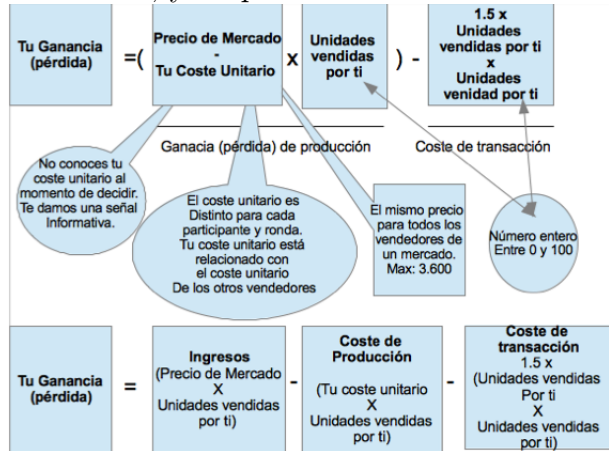 Tu Ganancia
(pérdida)
=(
Precio de Mercado
-
Tu Coste Unitario
x
Unidades
vendidas
por ti
) -
1.5 x
Unidades
vendidas por ti
x
Unidades
venidad por ti
Ganacia (pérdida) de producción
Coste de transacción
No conoces tu
coste unitario al
momento de decidir.
Te damos una señal
Informativa.
El coste unitario es
Distinto para cada
participante y ronda.
Tu coste unitario está
relacionado con
el coste unitario
De los otros vendedores
El mismo precio
para todos los
vendedores de
un mercado.
Max: 3.600
Número entero
Entre 0 y 100
Tu Ganancia
(pérdida)
=
Ingresos
(Precio de Mercado
X
Unidades vendidas
por ti)
-
Coste de
Producción
(Tu coste unitario
X
Unidades vendidas
por ti)
-
Coste de
transacción
1.5 x
(Unidades vendidas
Por ti
X
Unidades vendidas
por ti)